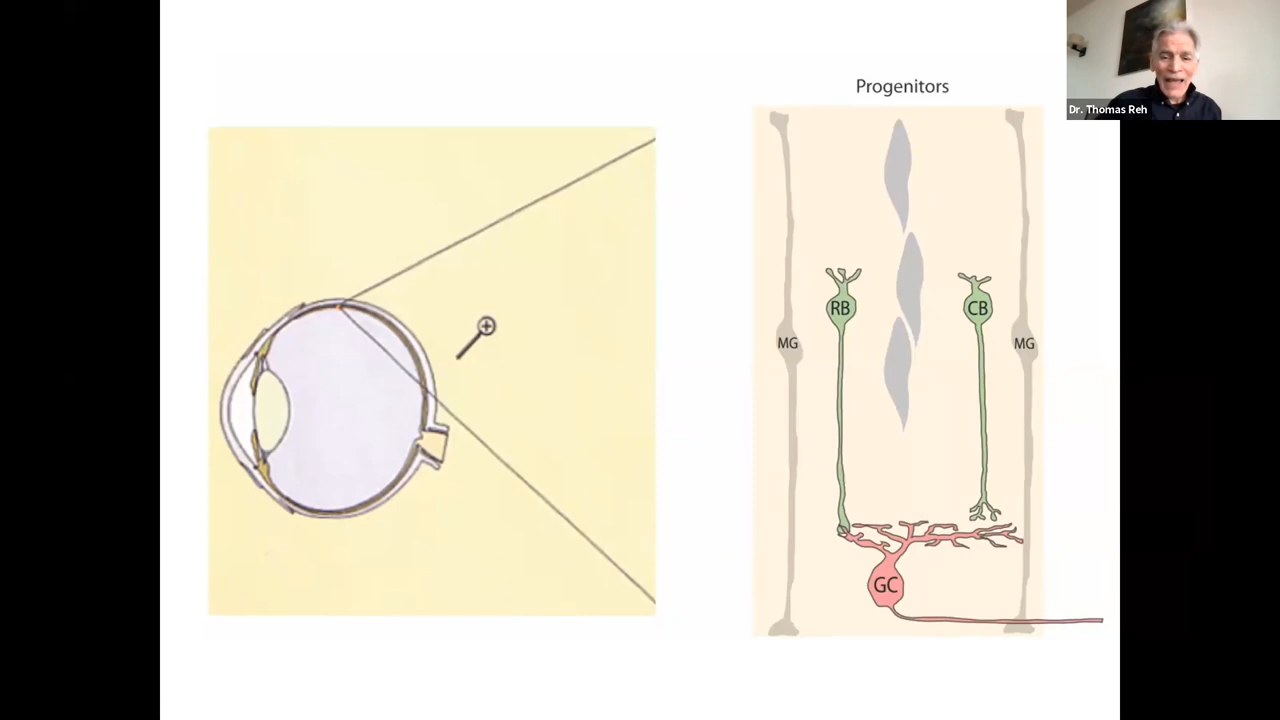 Progenitors
Dr. Thomas Reh
RB
CB
MG
MG
GC